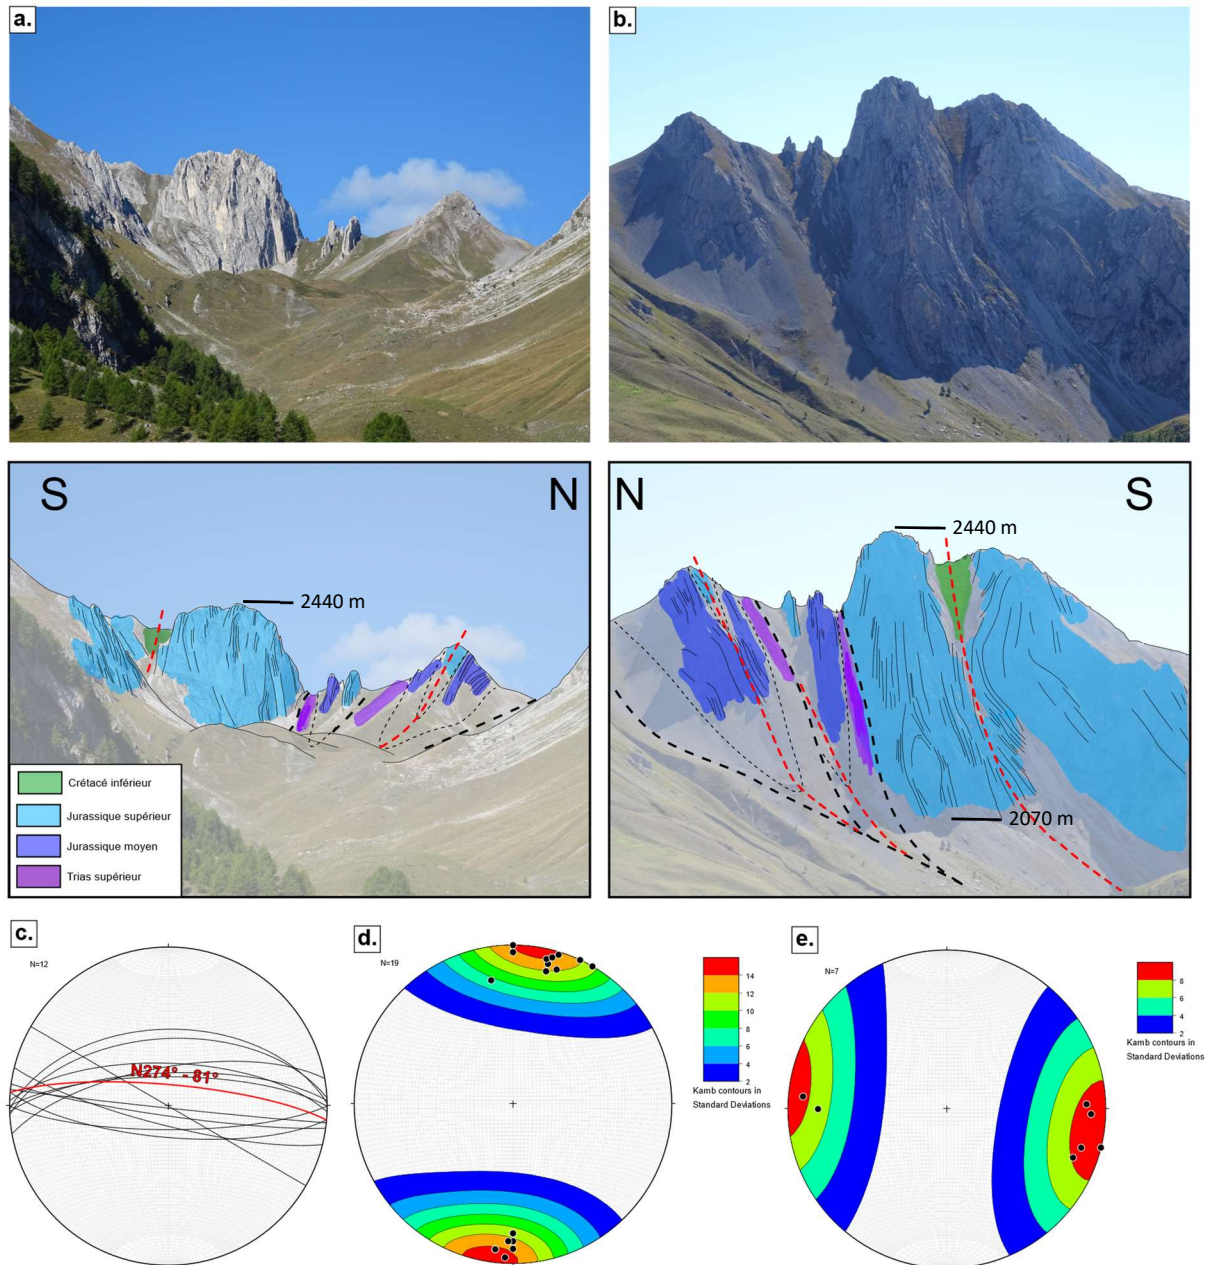 a.
b.
S
N
2440 m
Crétacé inférieur
Jurassique supérieur
Jurassique moyen
Trias supérieur
N
S
2440 m
2070 m
c.
N=12
N274° - 81°
d.
N=19
14
12
10
8
6
4
2
Kamb contours in
Standard Deviations
e.
N=7
8
6
4
2
Kamb contours in
Standard Deviations